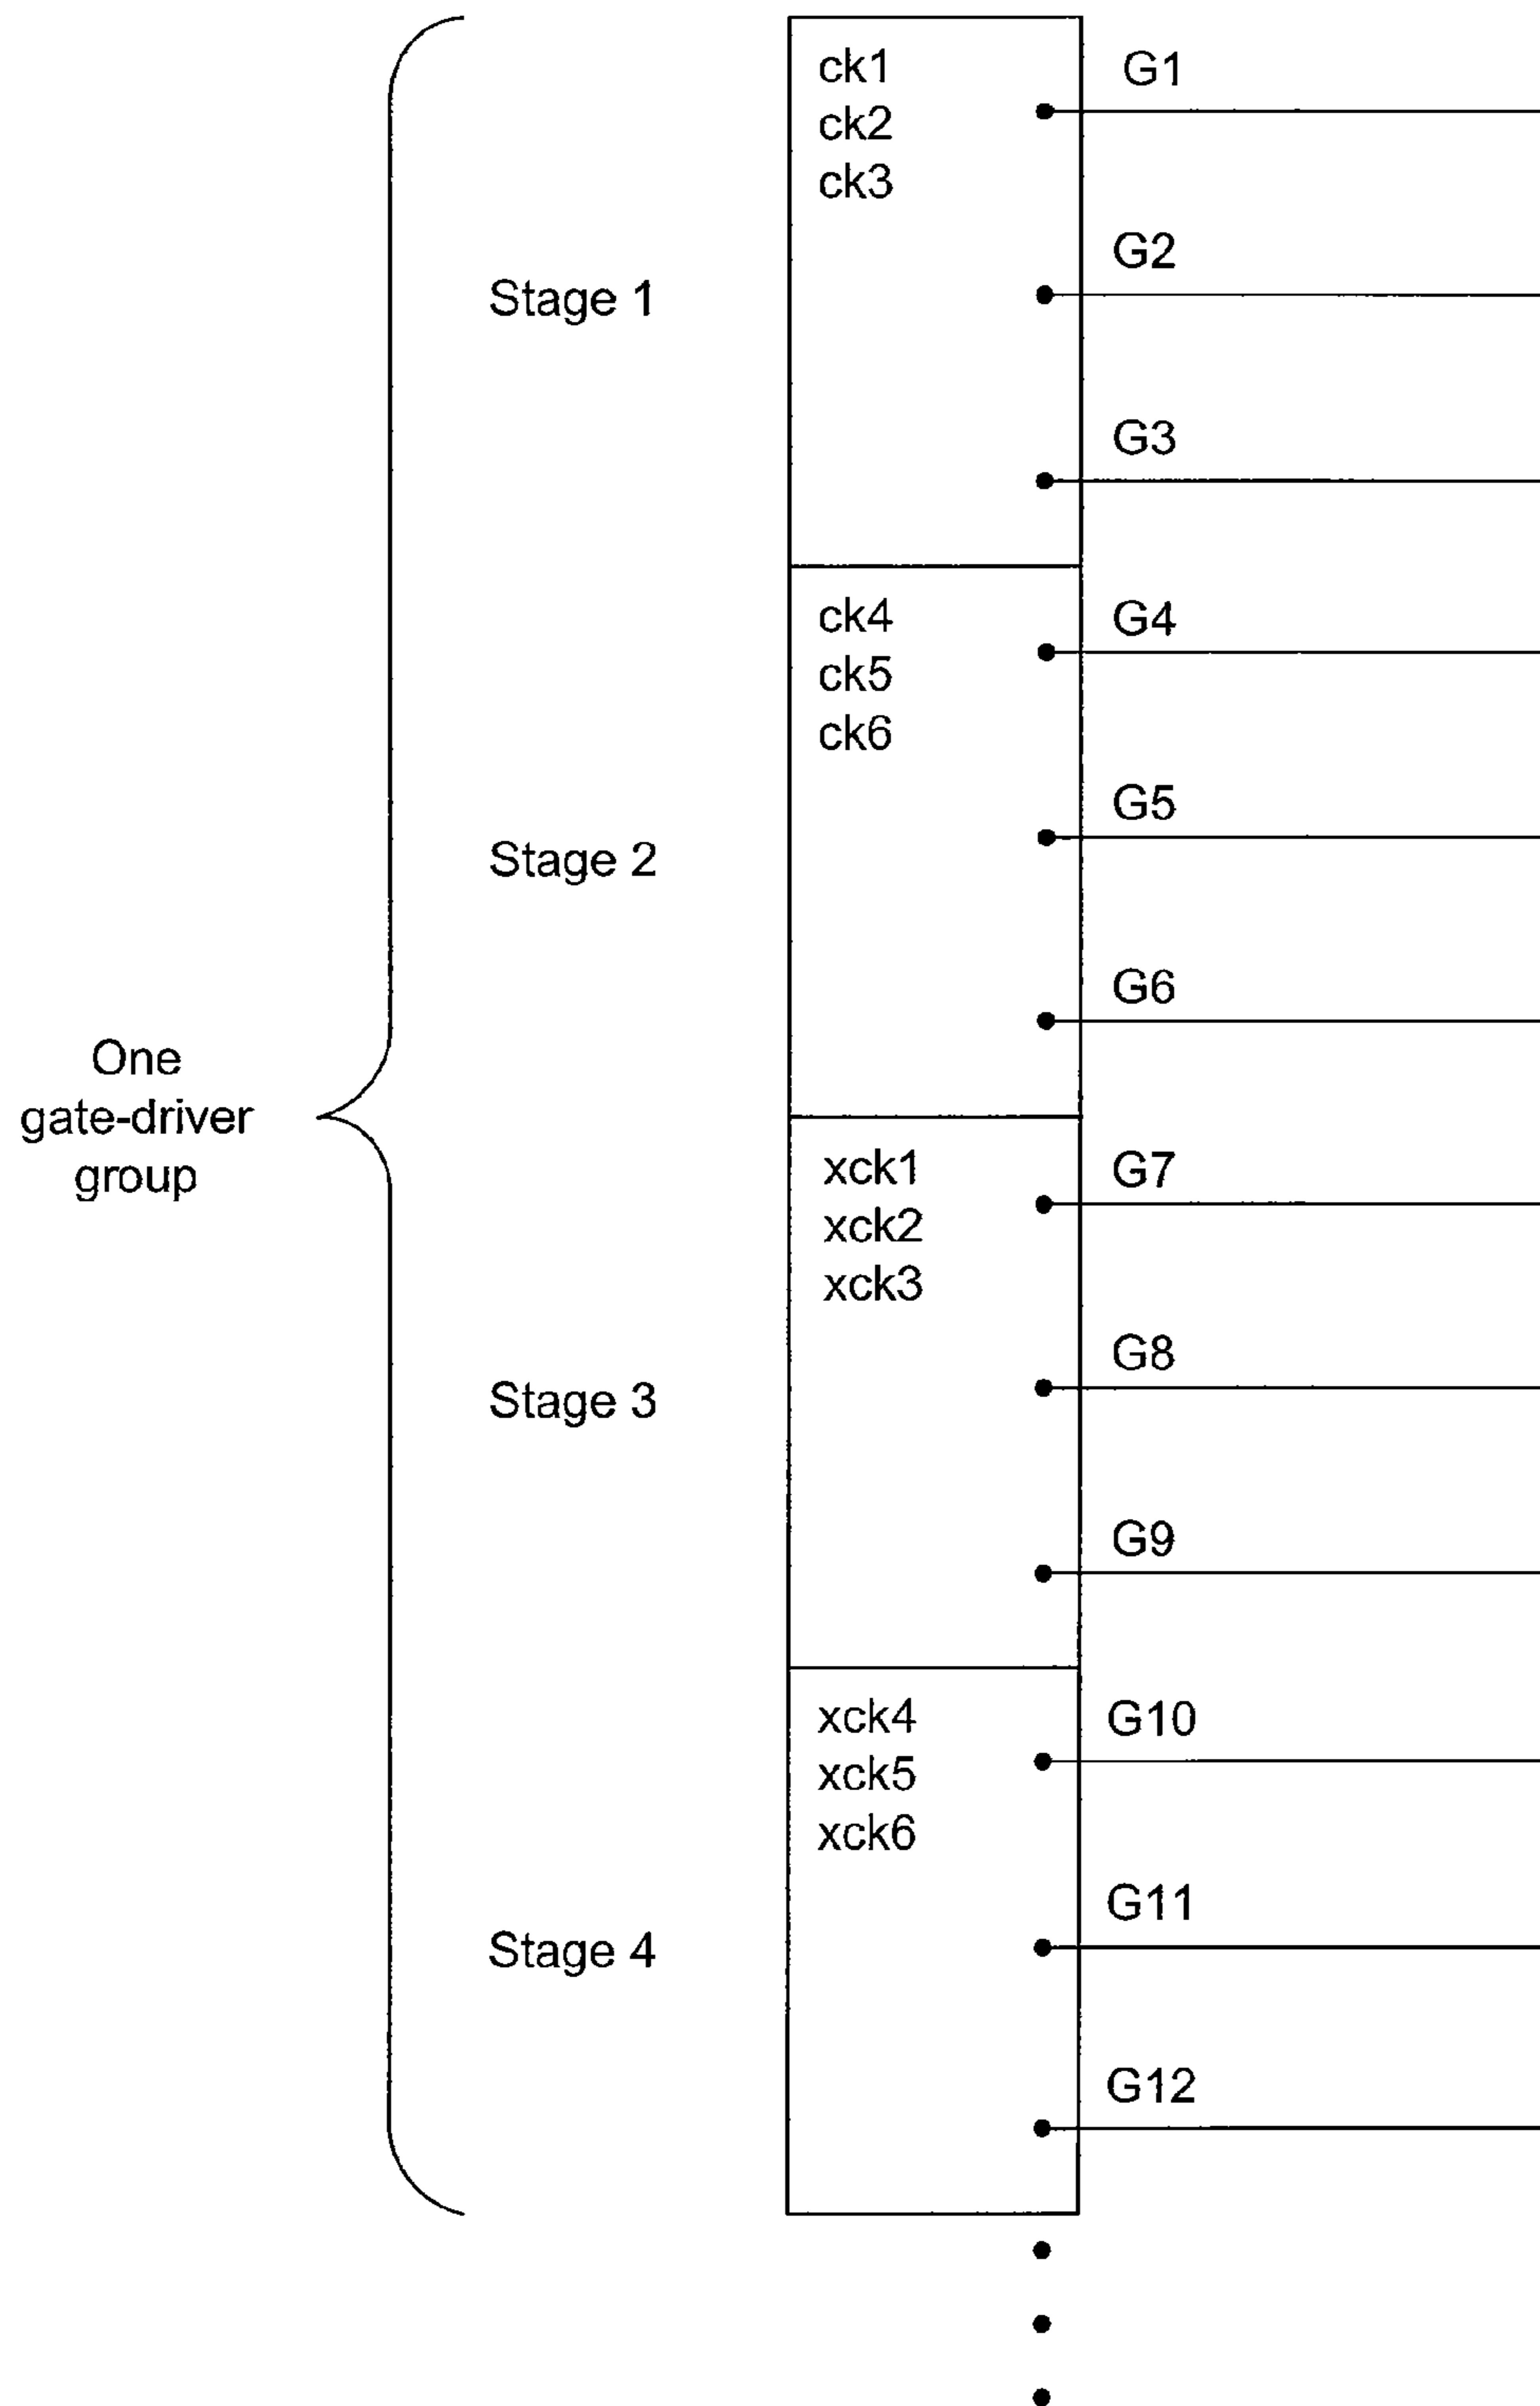 ck1
ck2
ck3
G1
G2
G3
Stage 1
ck4
ck5
ck6
G4
G5
G6
Stage 2
One
gate-driver
group
xck1
xck2
xck3
G7
G8
G9
Stage 3
xck4
xck5
xck6
G10
G11
G12
Stage 4